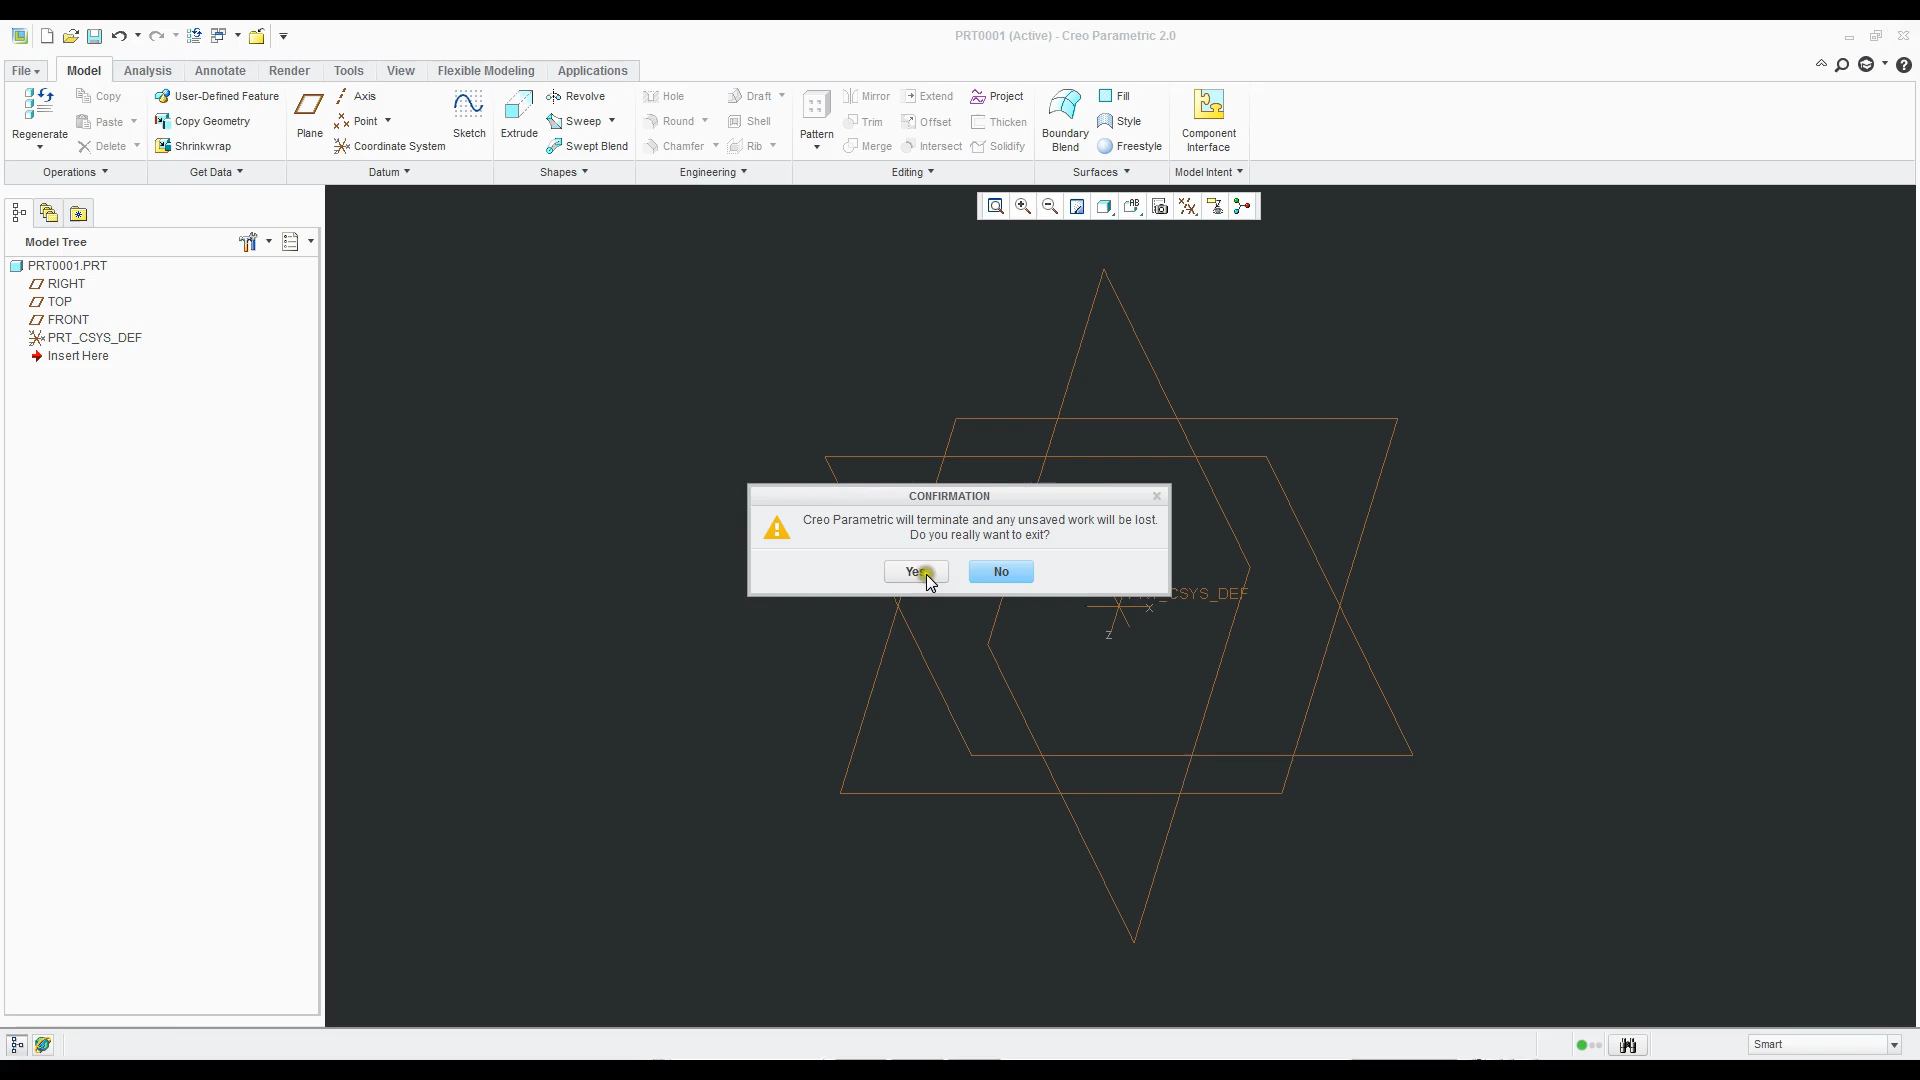 PRT0001 (Active) - Creo Parametric 2.0
File
Model
Analysis
Annotate
Render
Tools
View
Flexible Modeling
Applications
Regenerate
Copy
Paste
Delete
User-Defined Feature
Copy Geometry
Shrinkwrap
Plane
Axis
Point
Coordinate System
Sketch
Extrude
Revolve
Sweep
Swept Blend
Hole
Round
Chamfer
Draft
Shell
Rib
Pattern
Mirror
Trim
Merge
Extend
Offset
Intersect
Project
Thicken
Solidify
Boundary
Blend
Fill
Style
Freestyle
Component
Interface
Operations
Get Data
Datum
Shapes
Engineering
Editing
Surfaces
Model Intent
Model Tree
PRT0001.PRT
RIGHT
TOP
FRONT
PRT_CSYS_DEF
Insert Here
CONFIRMATION
Creo Parametric will terminate and any unsaved work will be lost.
Do you really want to exit?
Yes
No
CSYS_DEF
X
Z
Smart